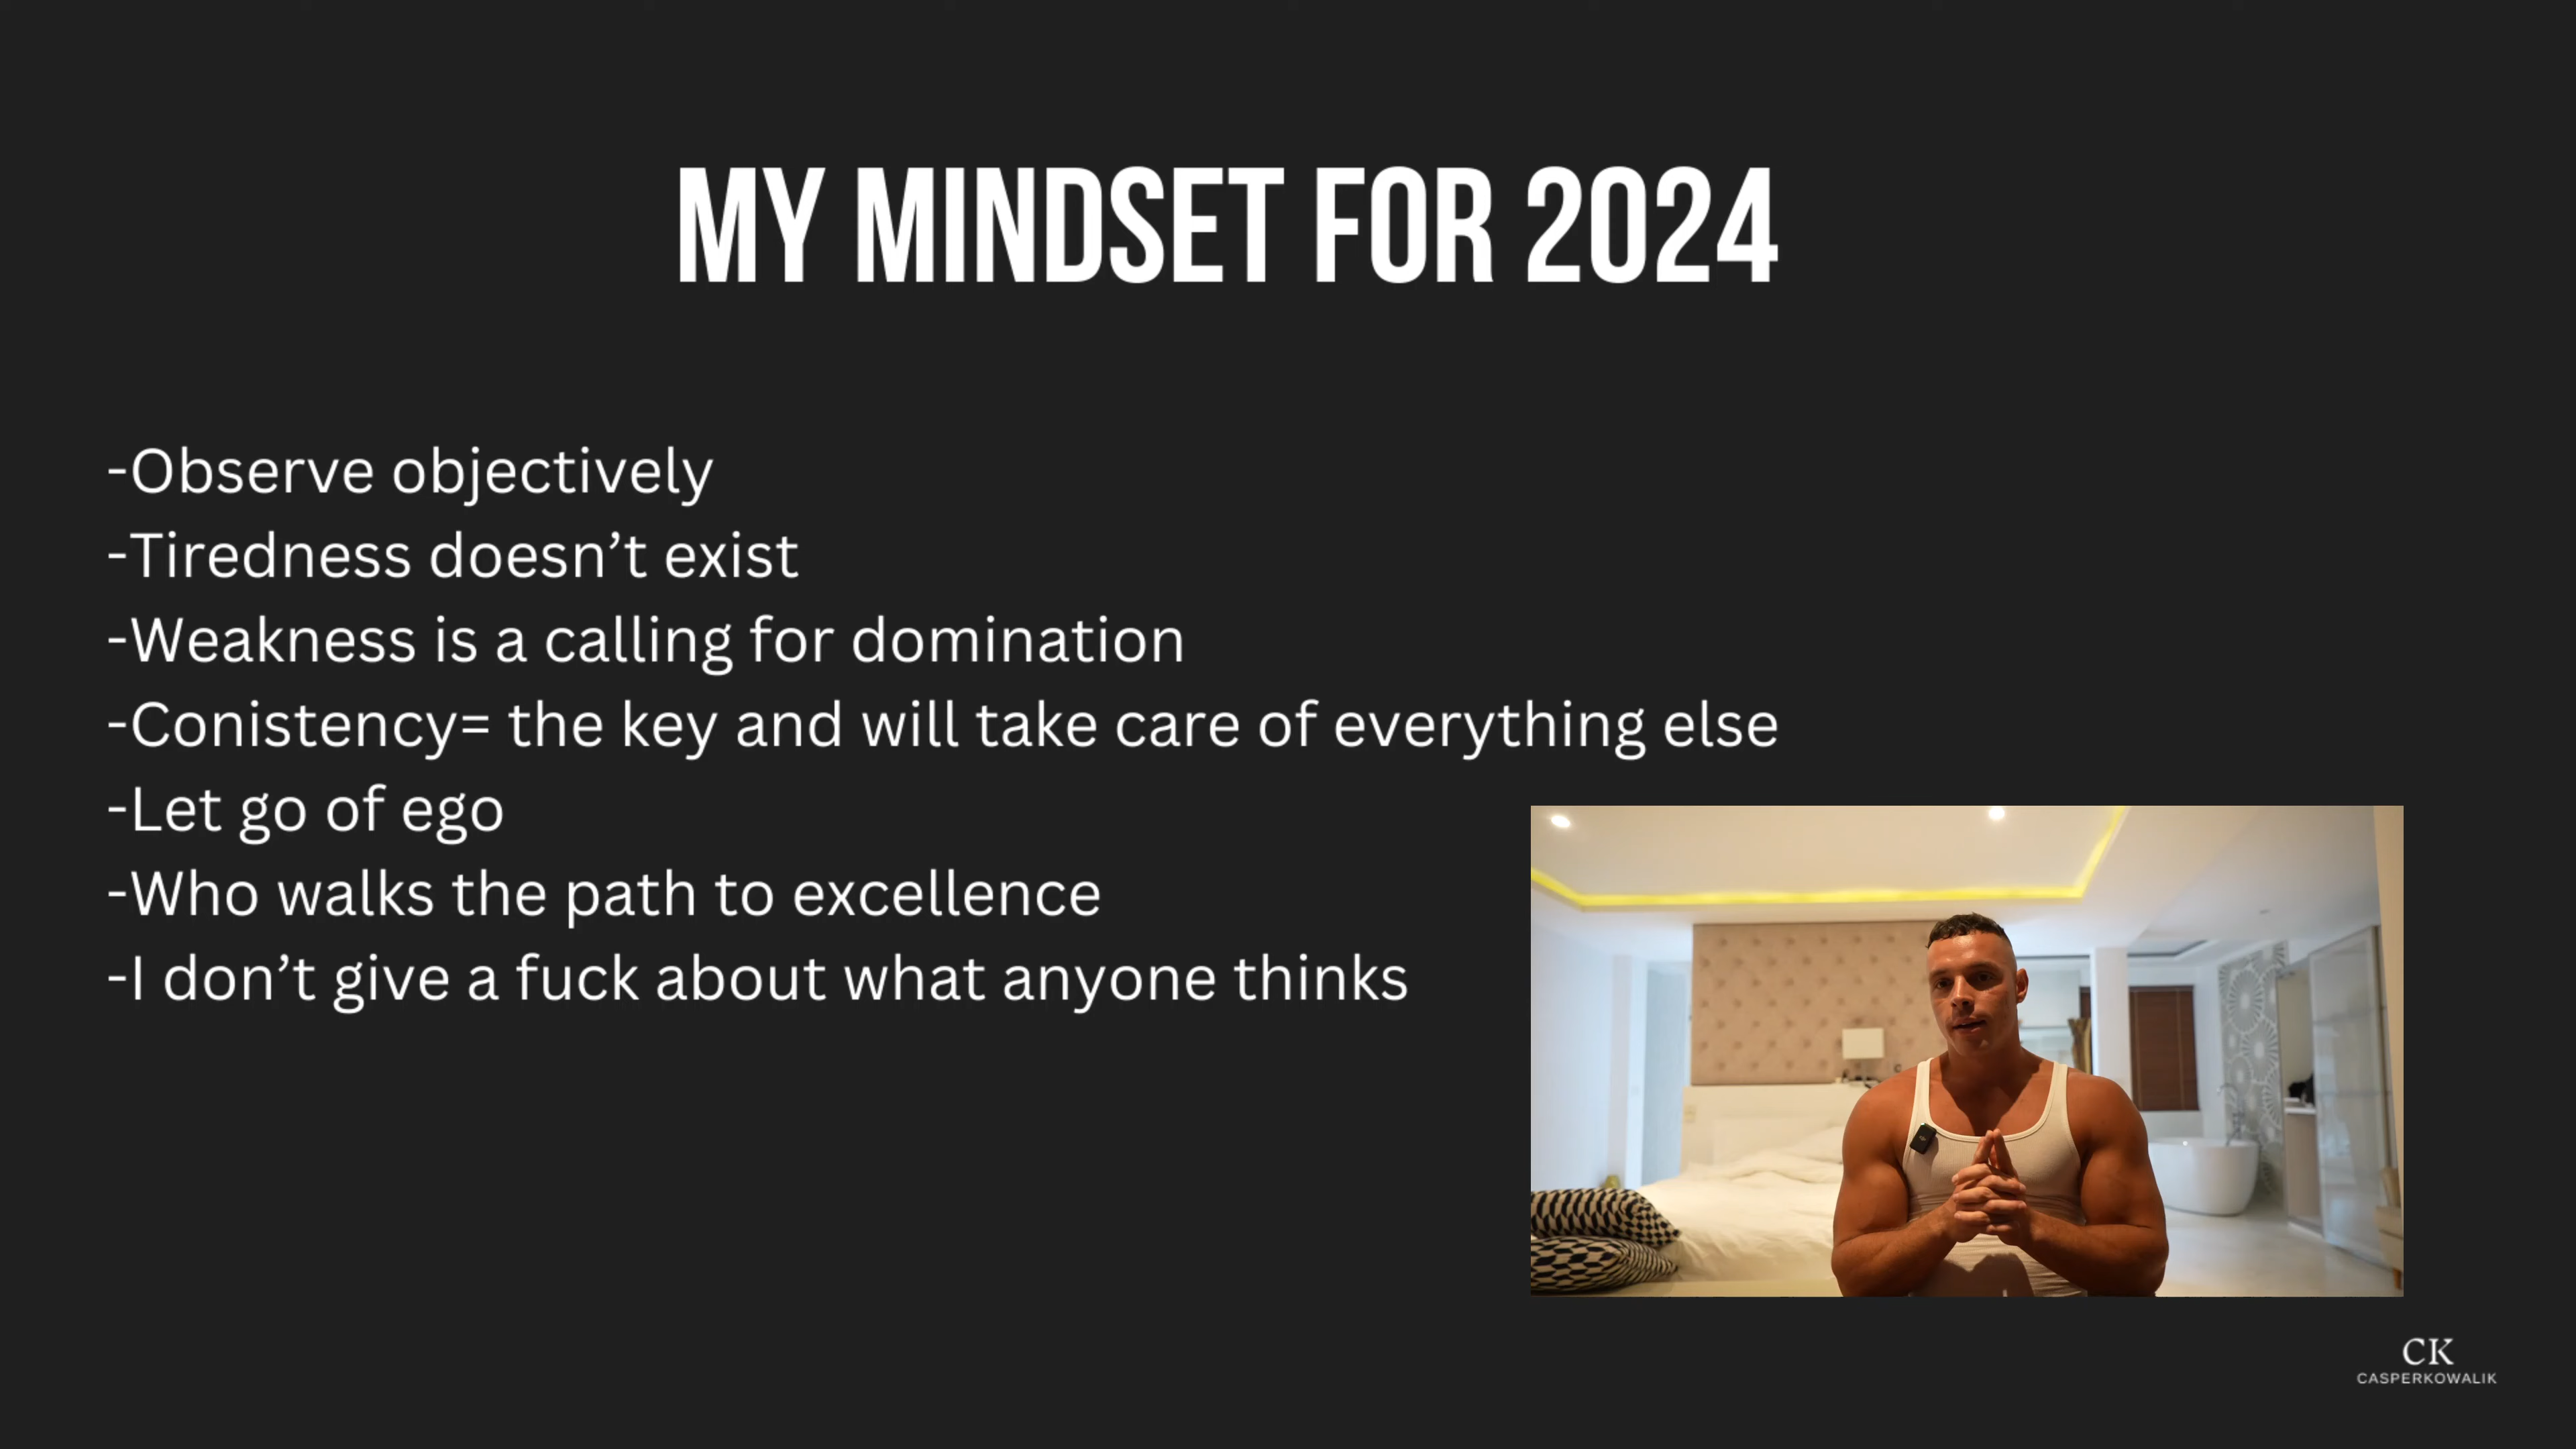 MY MINDSET FOR 2024
-Observe objectively
-Tiredness doesn’t exist
-Weakness is a calling for domination
-Conistency= the key and will take care of everything else
-Let go of ego
-Who walks the path to excellence
-I don’t give a fuck about what anyone thinks
CK
CASPERKOWALIK